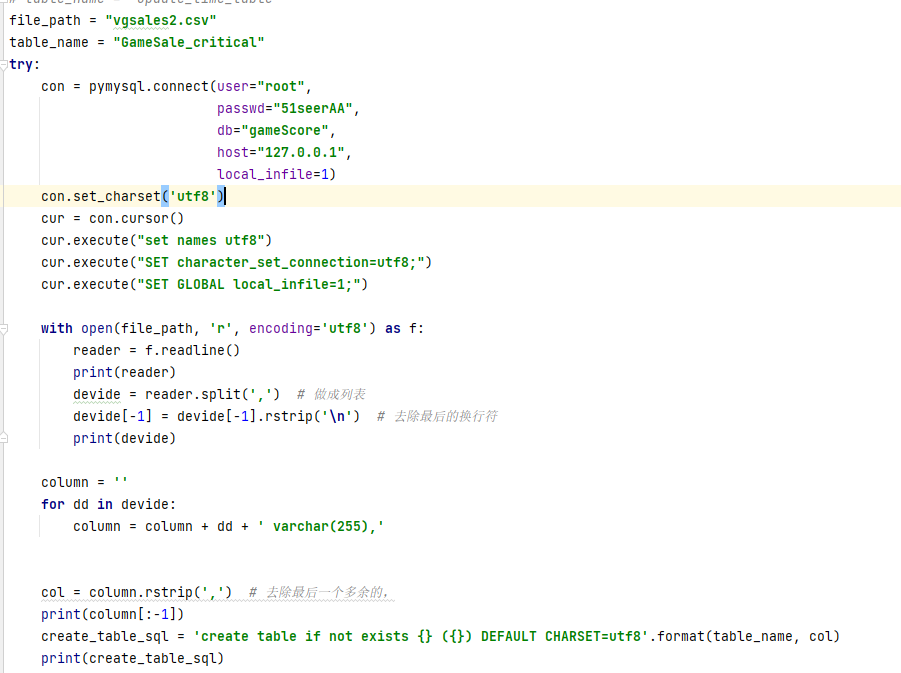 file_path = "vgsales2.csv"
table_name = "GameSale_critical"
try:
    con = pymysql.connect(user="root",
                          passwd="51seerAA",
                          db="gameScore",
                          host="127.0.0.1",
                          local_infile=1)
    con.set_charset('utf8')
    cur = con.cursor()
    cur.execute("set names utf8")
    cur.execute("SET character_set_connection=utf8;")
    cur.execute("SET GLOBAL local_infile=1;")
    with open(file_path, 'r', encoding='utf8') as f:
        reader = f.readline()
        print(reader)
        devide = reader.split(',')  # 做成列表
        devide[-1] = devide[-1].rstrip('\n')  # 去除最后的换行符
        print(devide)
    column = ''
    for dd in devide:
        column = column + dd + ' varchar(255),'
    col = column.rstrip(',')  # 去除最后一个多余的，
    print(column[:-1])
    create_table_sql = 'create table if not exists {} ({}) DEFAULT CHARSET=utf8'.format(table_name, col)
    print(create_table_sql)